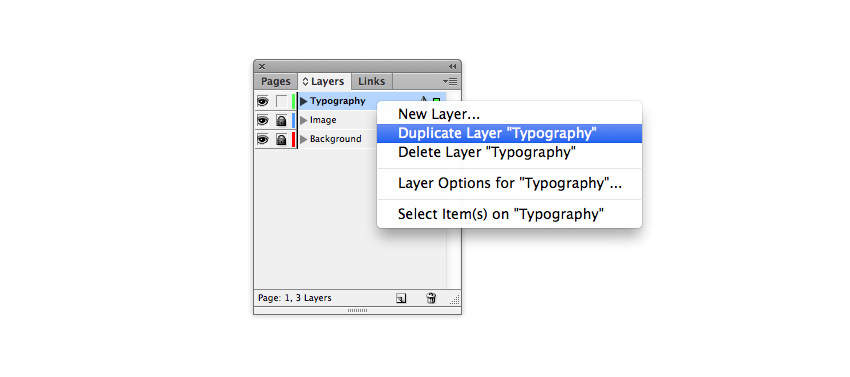 Pages Layers Links
Typography
Image
Background
New Layer...
Duplicate Layer "Typography"
Delete Layer "Typography"
Layer Options for "Typography"...
Select Item(s) on "Typography"
Page: 1, 3 Layers